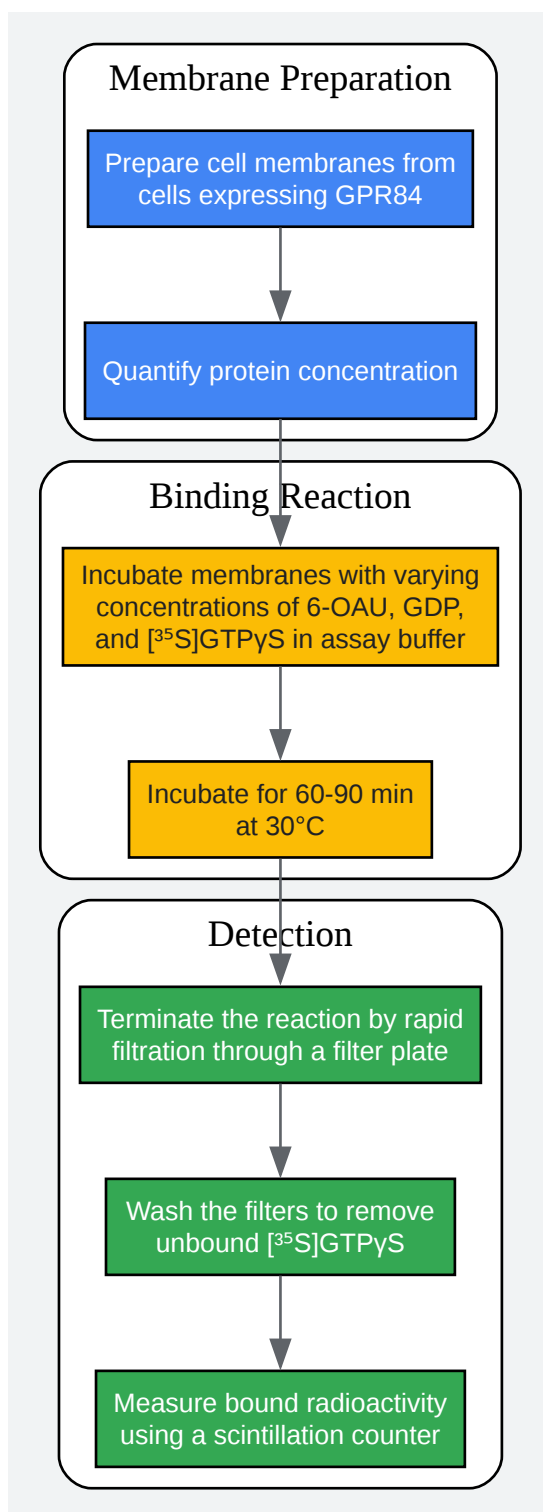 Membrane Preparation
Prepare cell membranes from
cells expressing GPR84
Quantify protein concentration
Binding Reaction
Incubate membranes with varying
concentrations of 6-OAU, GDP,
and [³⁵S]GTPγS in assay buffer
Incubate for 60-90 min
at 30°C
Detection
Terminate the reaction by rapid
filtration through a filter plate
Wash the filters to remove
unbound [³⁵S]GTPγS
Measure bound radioactivity
using a scintillation counter